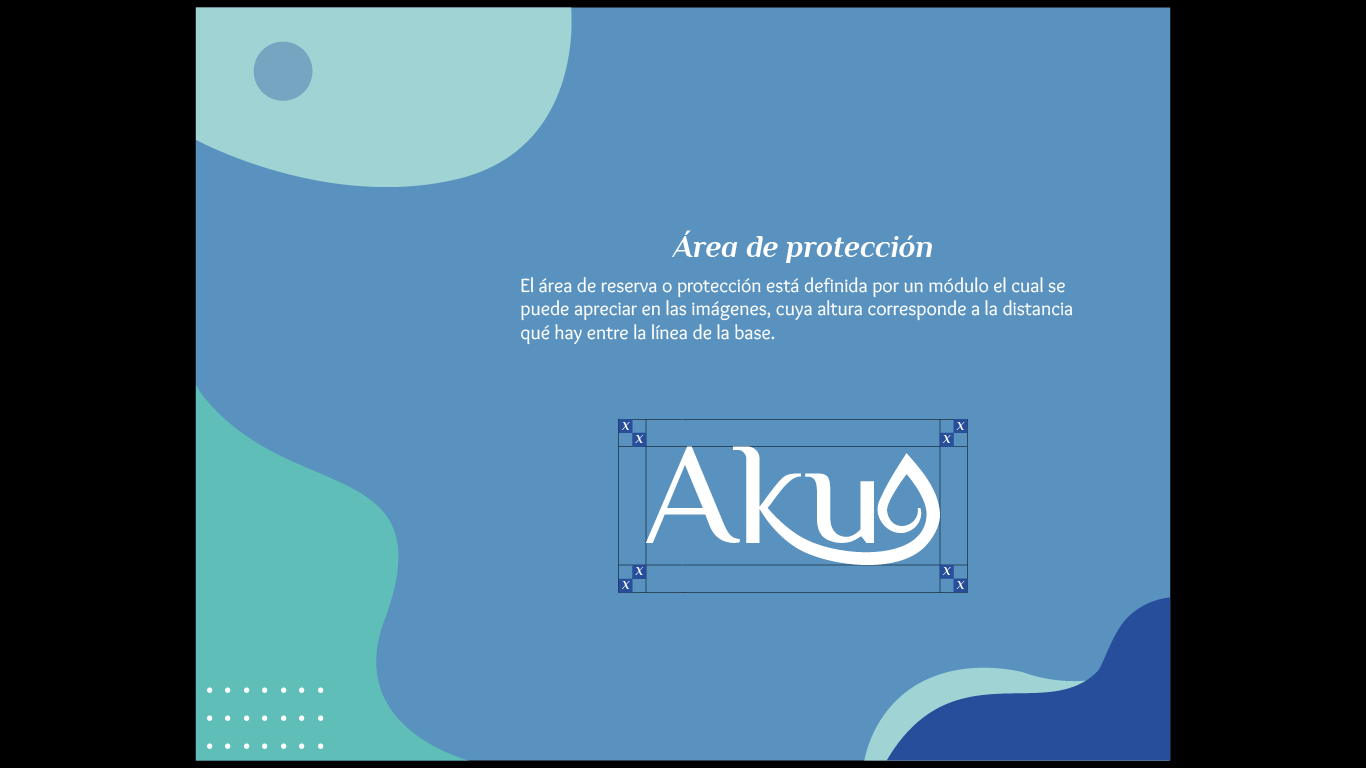 Área de protección
El área de reserva o protección está definida por un módulo el cual se
puede apreciar en las imágenes, cuya altura corresponde a la distancia
qué hay entre la línea de la base.
X X
X X
Akua
X X
X X